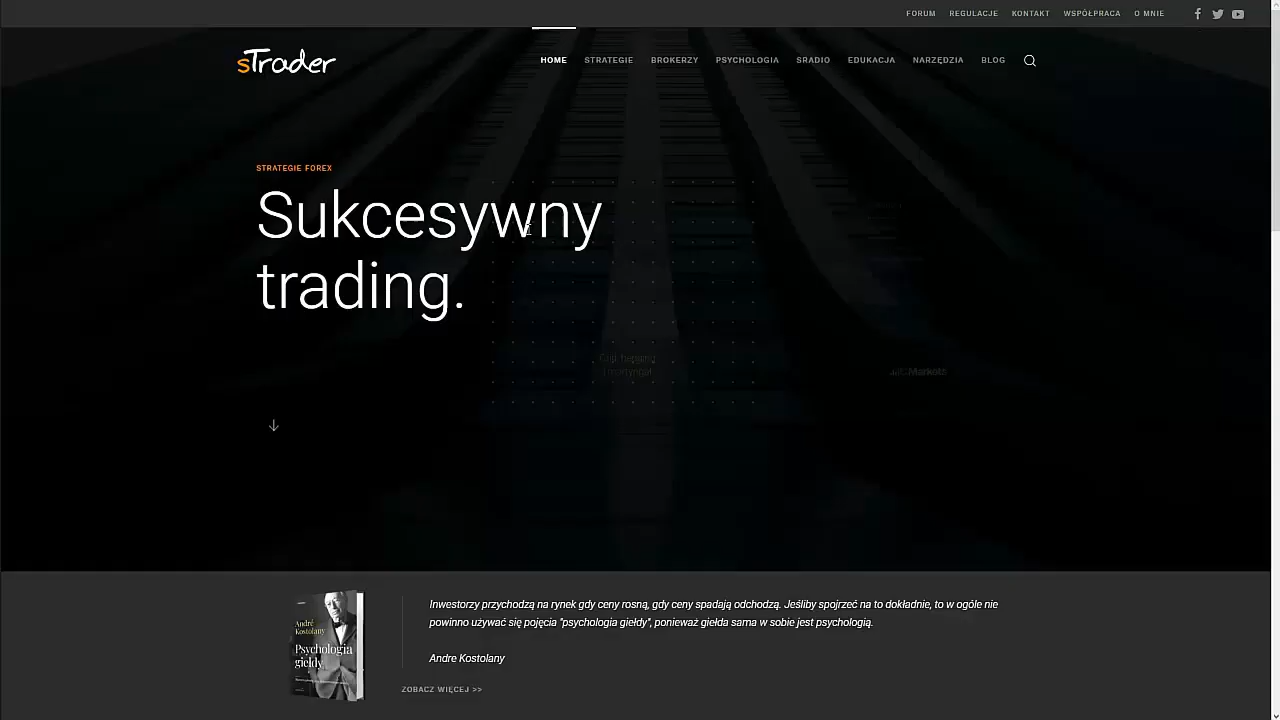 FORUM REGULACJE KONTAKT WSPÓŁPRACA O MNIE
sTrader
HOME STRATEGIE BROKERZY PSYCHOLOGIA SRADIO EDUKACJA NARZĘDZIA BLOG
STRATEGIE FOREX
Sukcesywny
trading.
Markets
Inwestorzy przychodzą na rynek gdy ceny rosną, gdy ceny spadają odchodzą. Jeśliby spojrzeć na to dokładnie, to w ogóle nie
powinno używać się pojęcia "psychologia giełdy", ponieważ giełda sama w sobie jest psychologią.
André
Kostolany
Psychologia
giełdy
Andre Kostolany
ZOBACZ WIĘCEJ >>